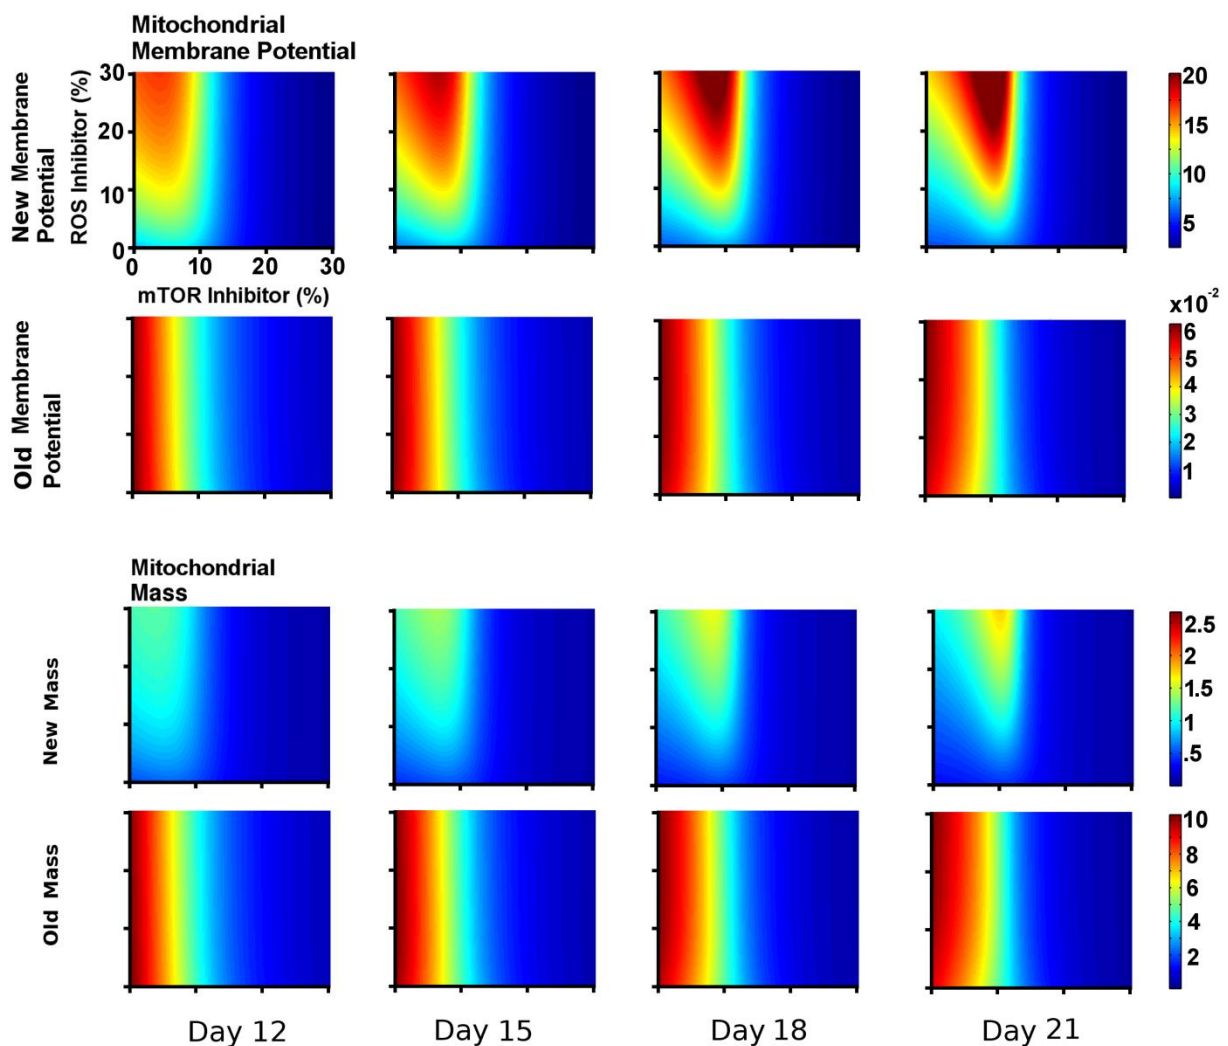 Mitochondrial
Membrane Potential
New Membrane
Potential
ROS Inhibitor (%)
30
20
10
0
0 10 20 30
mTOR Inhibitor (%)
20
15
10
5
Old Membrane
Potential
x10-2
6
5
4
3
2
1
Mitochondrial
Mass
New Mass
2.5
2
1.5
1
.5
Old Mass
10
8
6
4
2
Day 12 Day 15 Day 18 Day 21